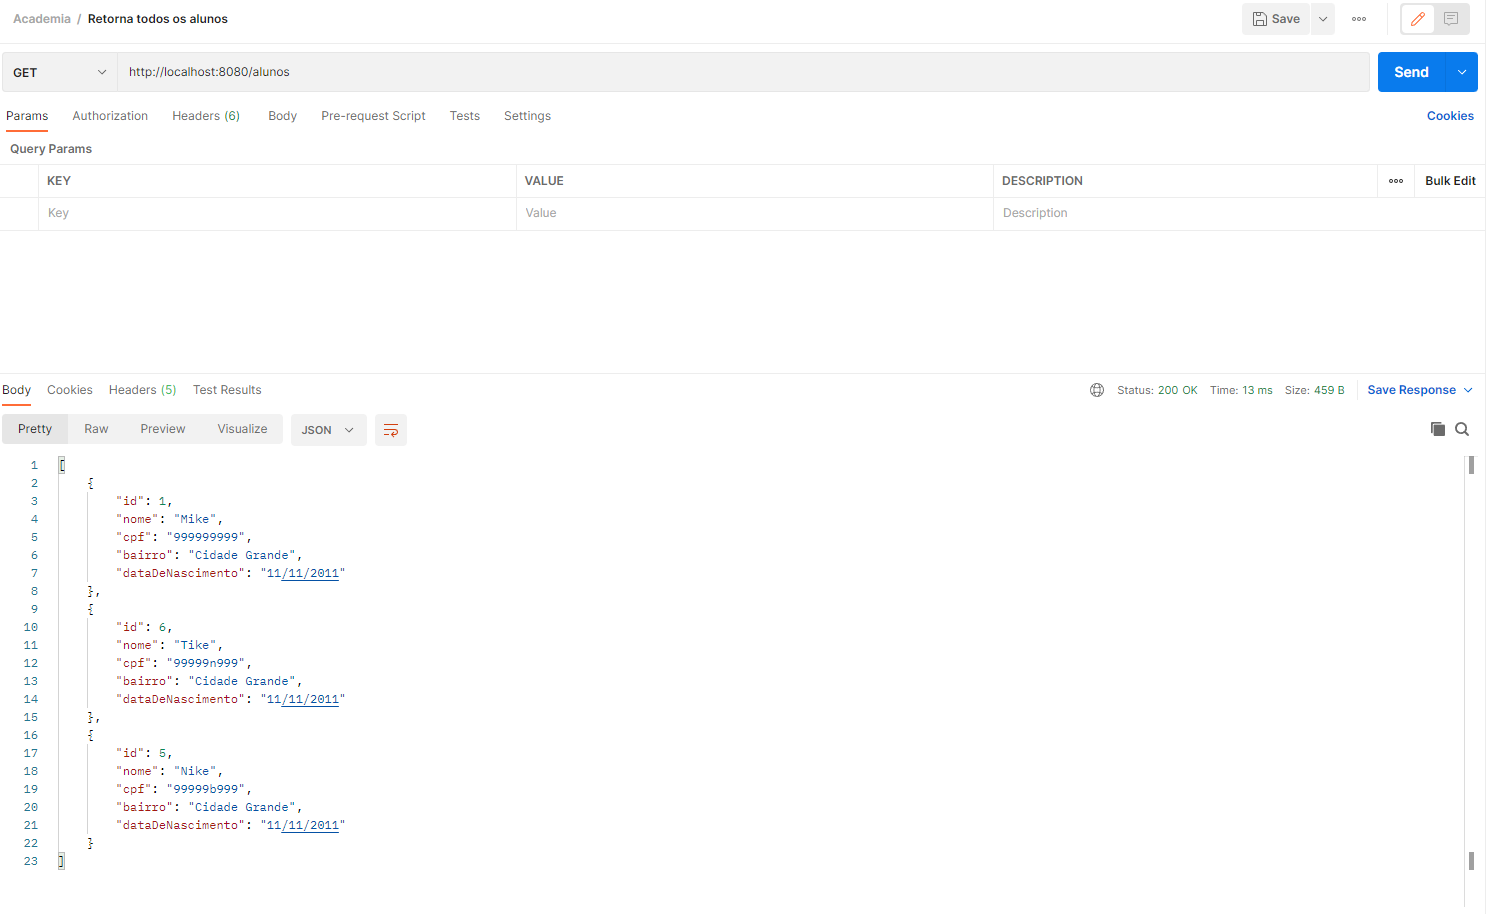 Academia / Retorna todos os alunos
Save
GET http://localhost:8080/alunos Send
Params Authorization Headers (6) Body Pre-request Script Tests Settings Cookies
Query Params
KEY VALUE DESCRIPTION Bulk Edit
Key Value Description
Body Cookies Headers (5) Test Results Status: 200 OK Time: 13 ms Size: 459 B Save Response
Pretty Raw Preview Visualize JSON
1 [
2 {
3 "id": 1,
4 "nome": "Mike",
5 "cpf": "999999999",
6 "bairro": "Cidade Grande",
7 "dataDeNascimento": "11/11/2011"
8 },
9 {
10 "id": 6,
11 "nome": "Tike",
12 "cpf": "99999n999",
13 "bairro": "Cidade Grande",
14 "dataDeNascimento": "11/11/2011"
15 },
16 {
17 "id": 5,
18 "nome": "Nike",
19 "cpf": "99999b999",
20 "bairro": "Cidade Grande",
21 "dataDeNascimento": "11/11/2011"
22 }
23 ]